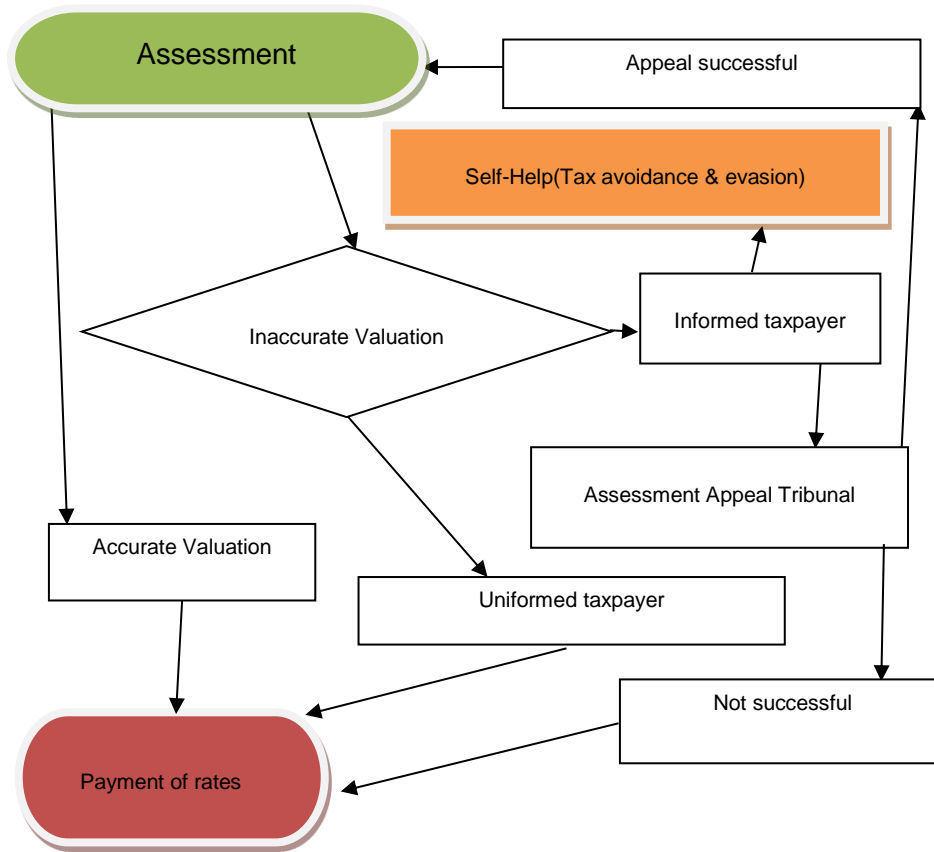 Assessment
Appeal successful
Self-Help(Tax avoidance & evasion)
Informed taxpayer
Inaccurate Valuation
Assessment Appeal Tribunal
Accurate Valuation
Uniformed taxpayer
Not successful
Payment of rates